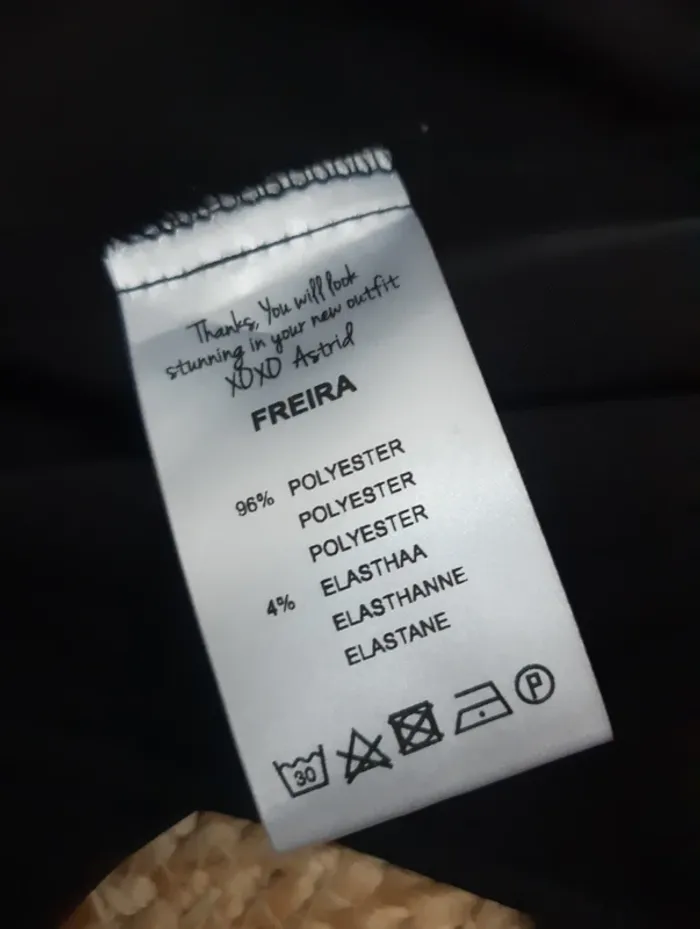 Thanks, You will look
stunning in your new outfit
XOXO Astrid
FREIRA
96% POLYESTER
POLYESTER
POLYESTER
4% ELASTHAA
ELASTHANNE
ELASTANE
30 P